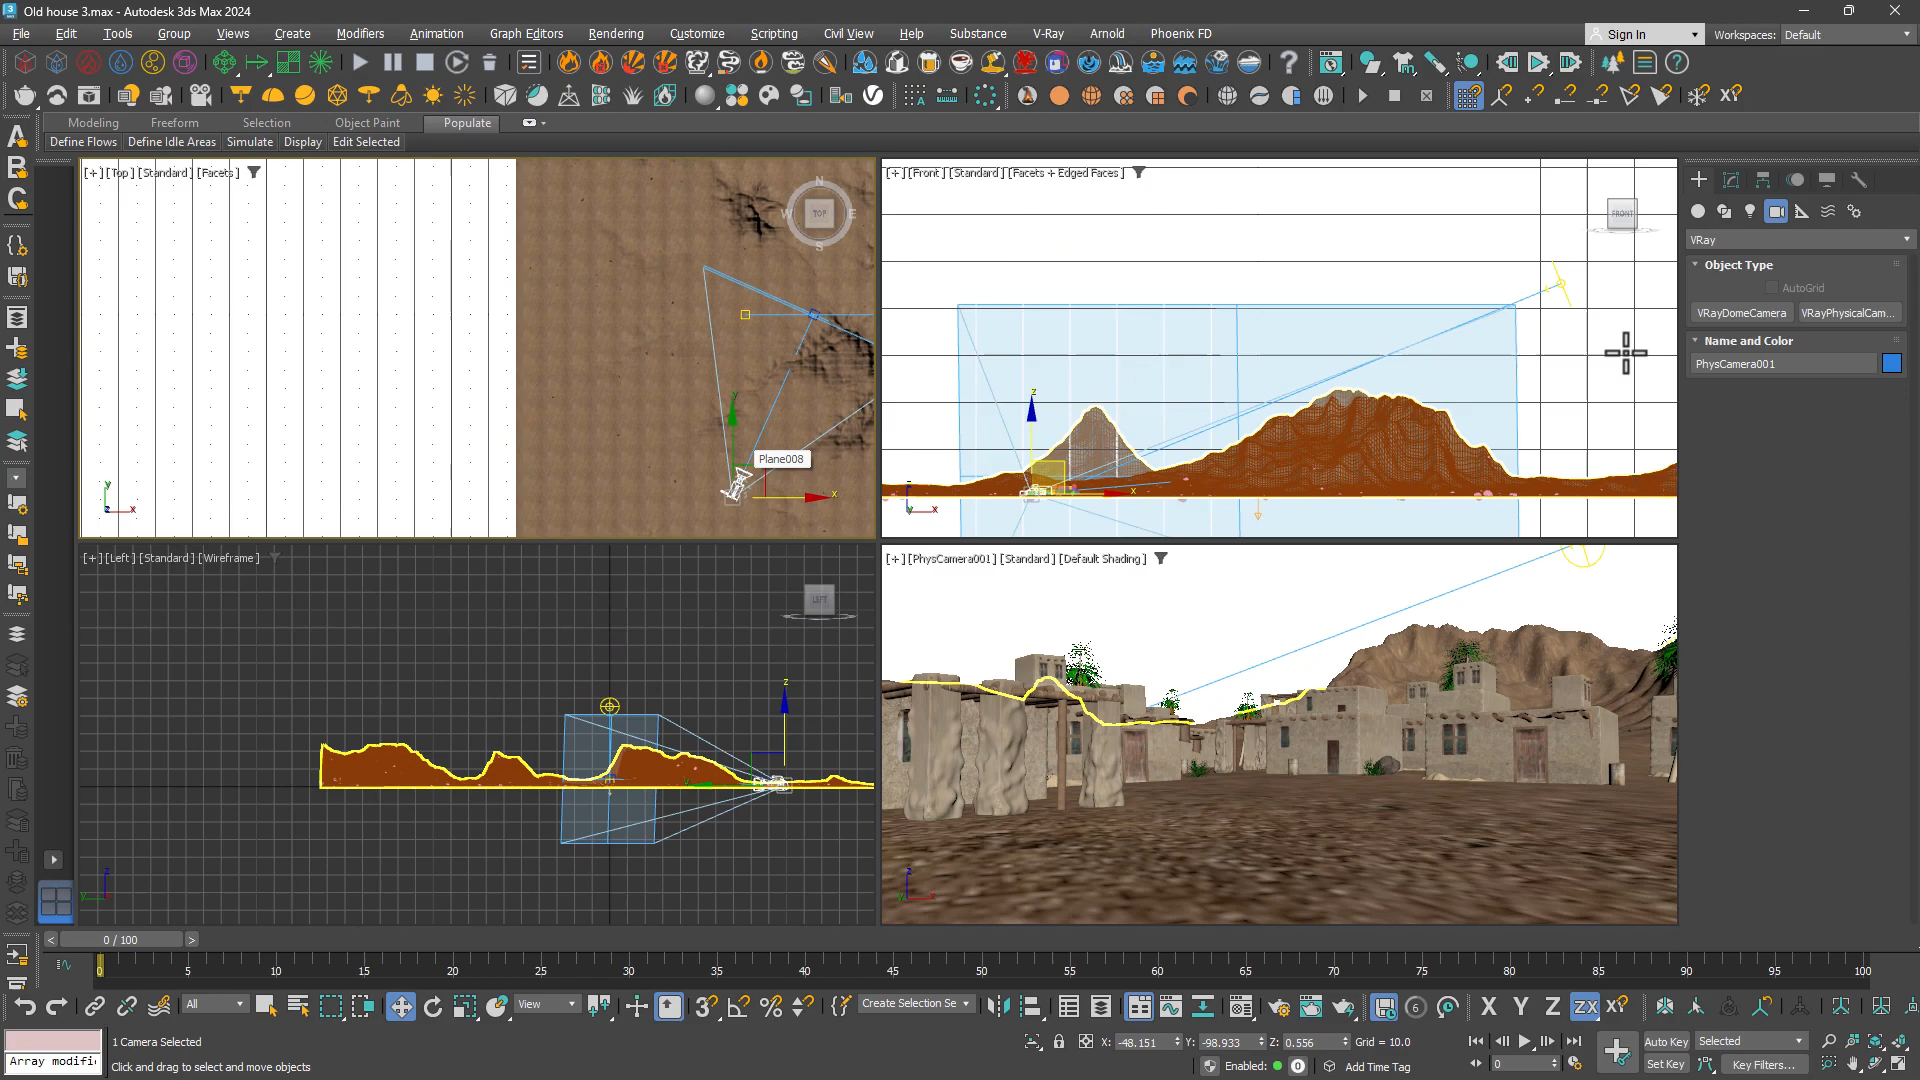 Old house 3.max - Autodesk 3ds Max 2024
File Edit Tools Group Views Create Modifiers Animation Graph Editors Rendering Customize Scripting Civil View Help Substance V-Ray Arnold Phoenix FD
Sign In Workspaces: Default
Modeling Freeform Selection Object Paint Populate
Define Flows Define Idle Areas Simulate Display Edit Selected
[+] [Top] [Standard] [Facets]
N
W TOP E
S
Plane008
y
x
y
z x
[+] [Front] [Standard] [Facets + Edged Faces]
FRONT
z
x
x
[+] [Left] [Standard] [Wireframe]
LEFT
z
y
z
y
[+] [PhysCamera001] [Standard] [Default Shading]
z
VRay
Object Type
AutoGrid
VRayDomeCamera VRayPhysicalCam...
Name and Color
PhysCamera001
A
B
C
< 0 / 100 >
0 5 10 15 20 25 30 35 40 45 50 55 60 65 70 75 80 85 90 95 100
All View Create Selection Se X Y Z ZX XY
1 Camera Selected
X: -48.151 Y: -98.933 Z: 0.556 Grid = 10.0
Auto Key Selected
Array modifi
Click and drag to select and move objects
Enabled: 0 Add Time Tag
0
Set Key Key Filters...